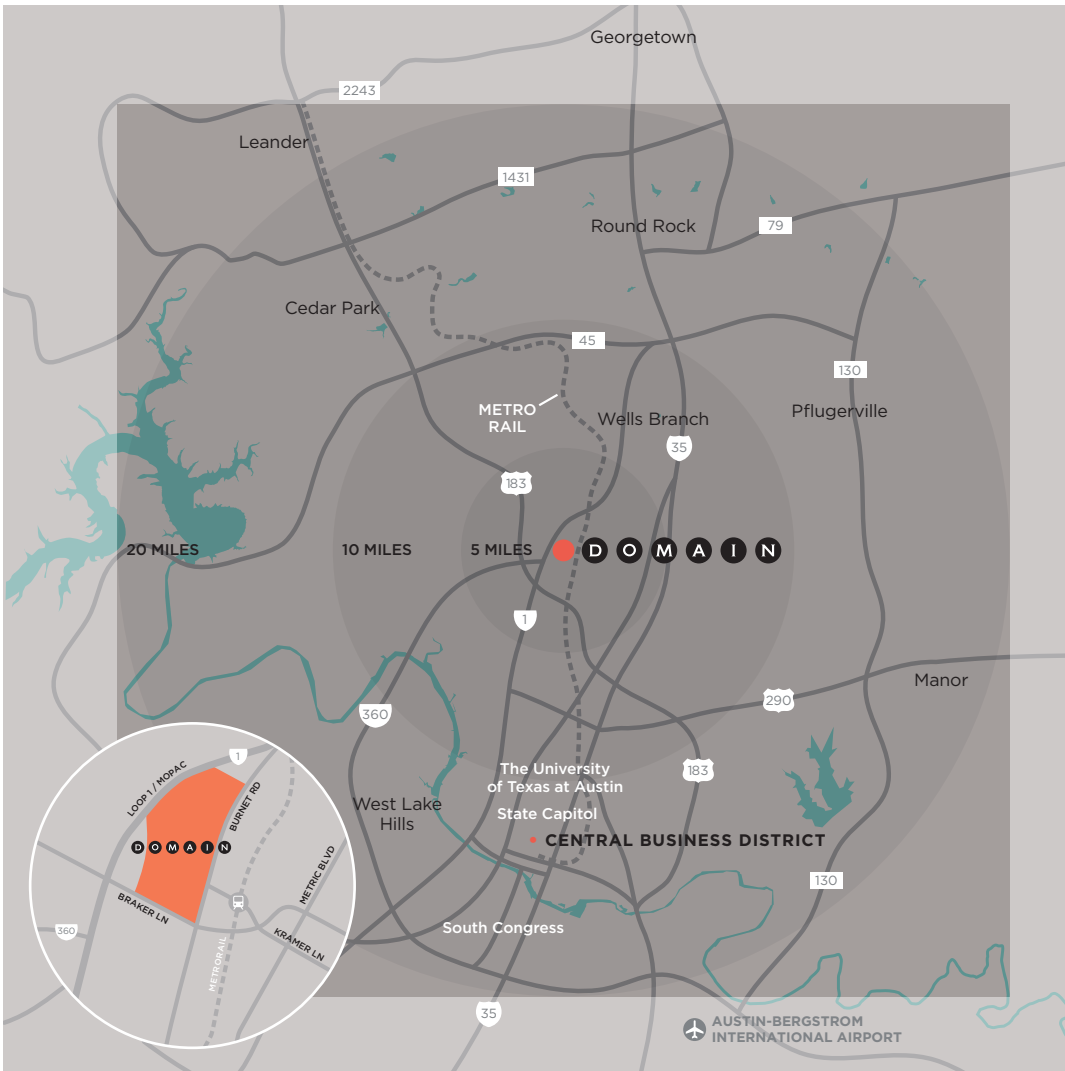 Georgetown
2243
Leander
1431
Round Rock
79
Cedar Park
45
130
METRO
RAIL
Wells Branch
Pflugerville
35
183
20 MILES
10 MILES
5 MILES
DOMAIN
1
Manor
290
360
183
The University
of Texas at Austin
State Capitol
West Lake
Hills
CENTRAL BUSINESS DISTRICT
130
South Congress
35
AUSTIN-BERGSTROM
INTERNATIONAL AIRPORT
1
LOOP 1 / MOPAC
BURNET RD
DOMAIN
METRIC BLVD
BRAKER LN
360
KRAMER LN
METRORAIL